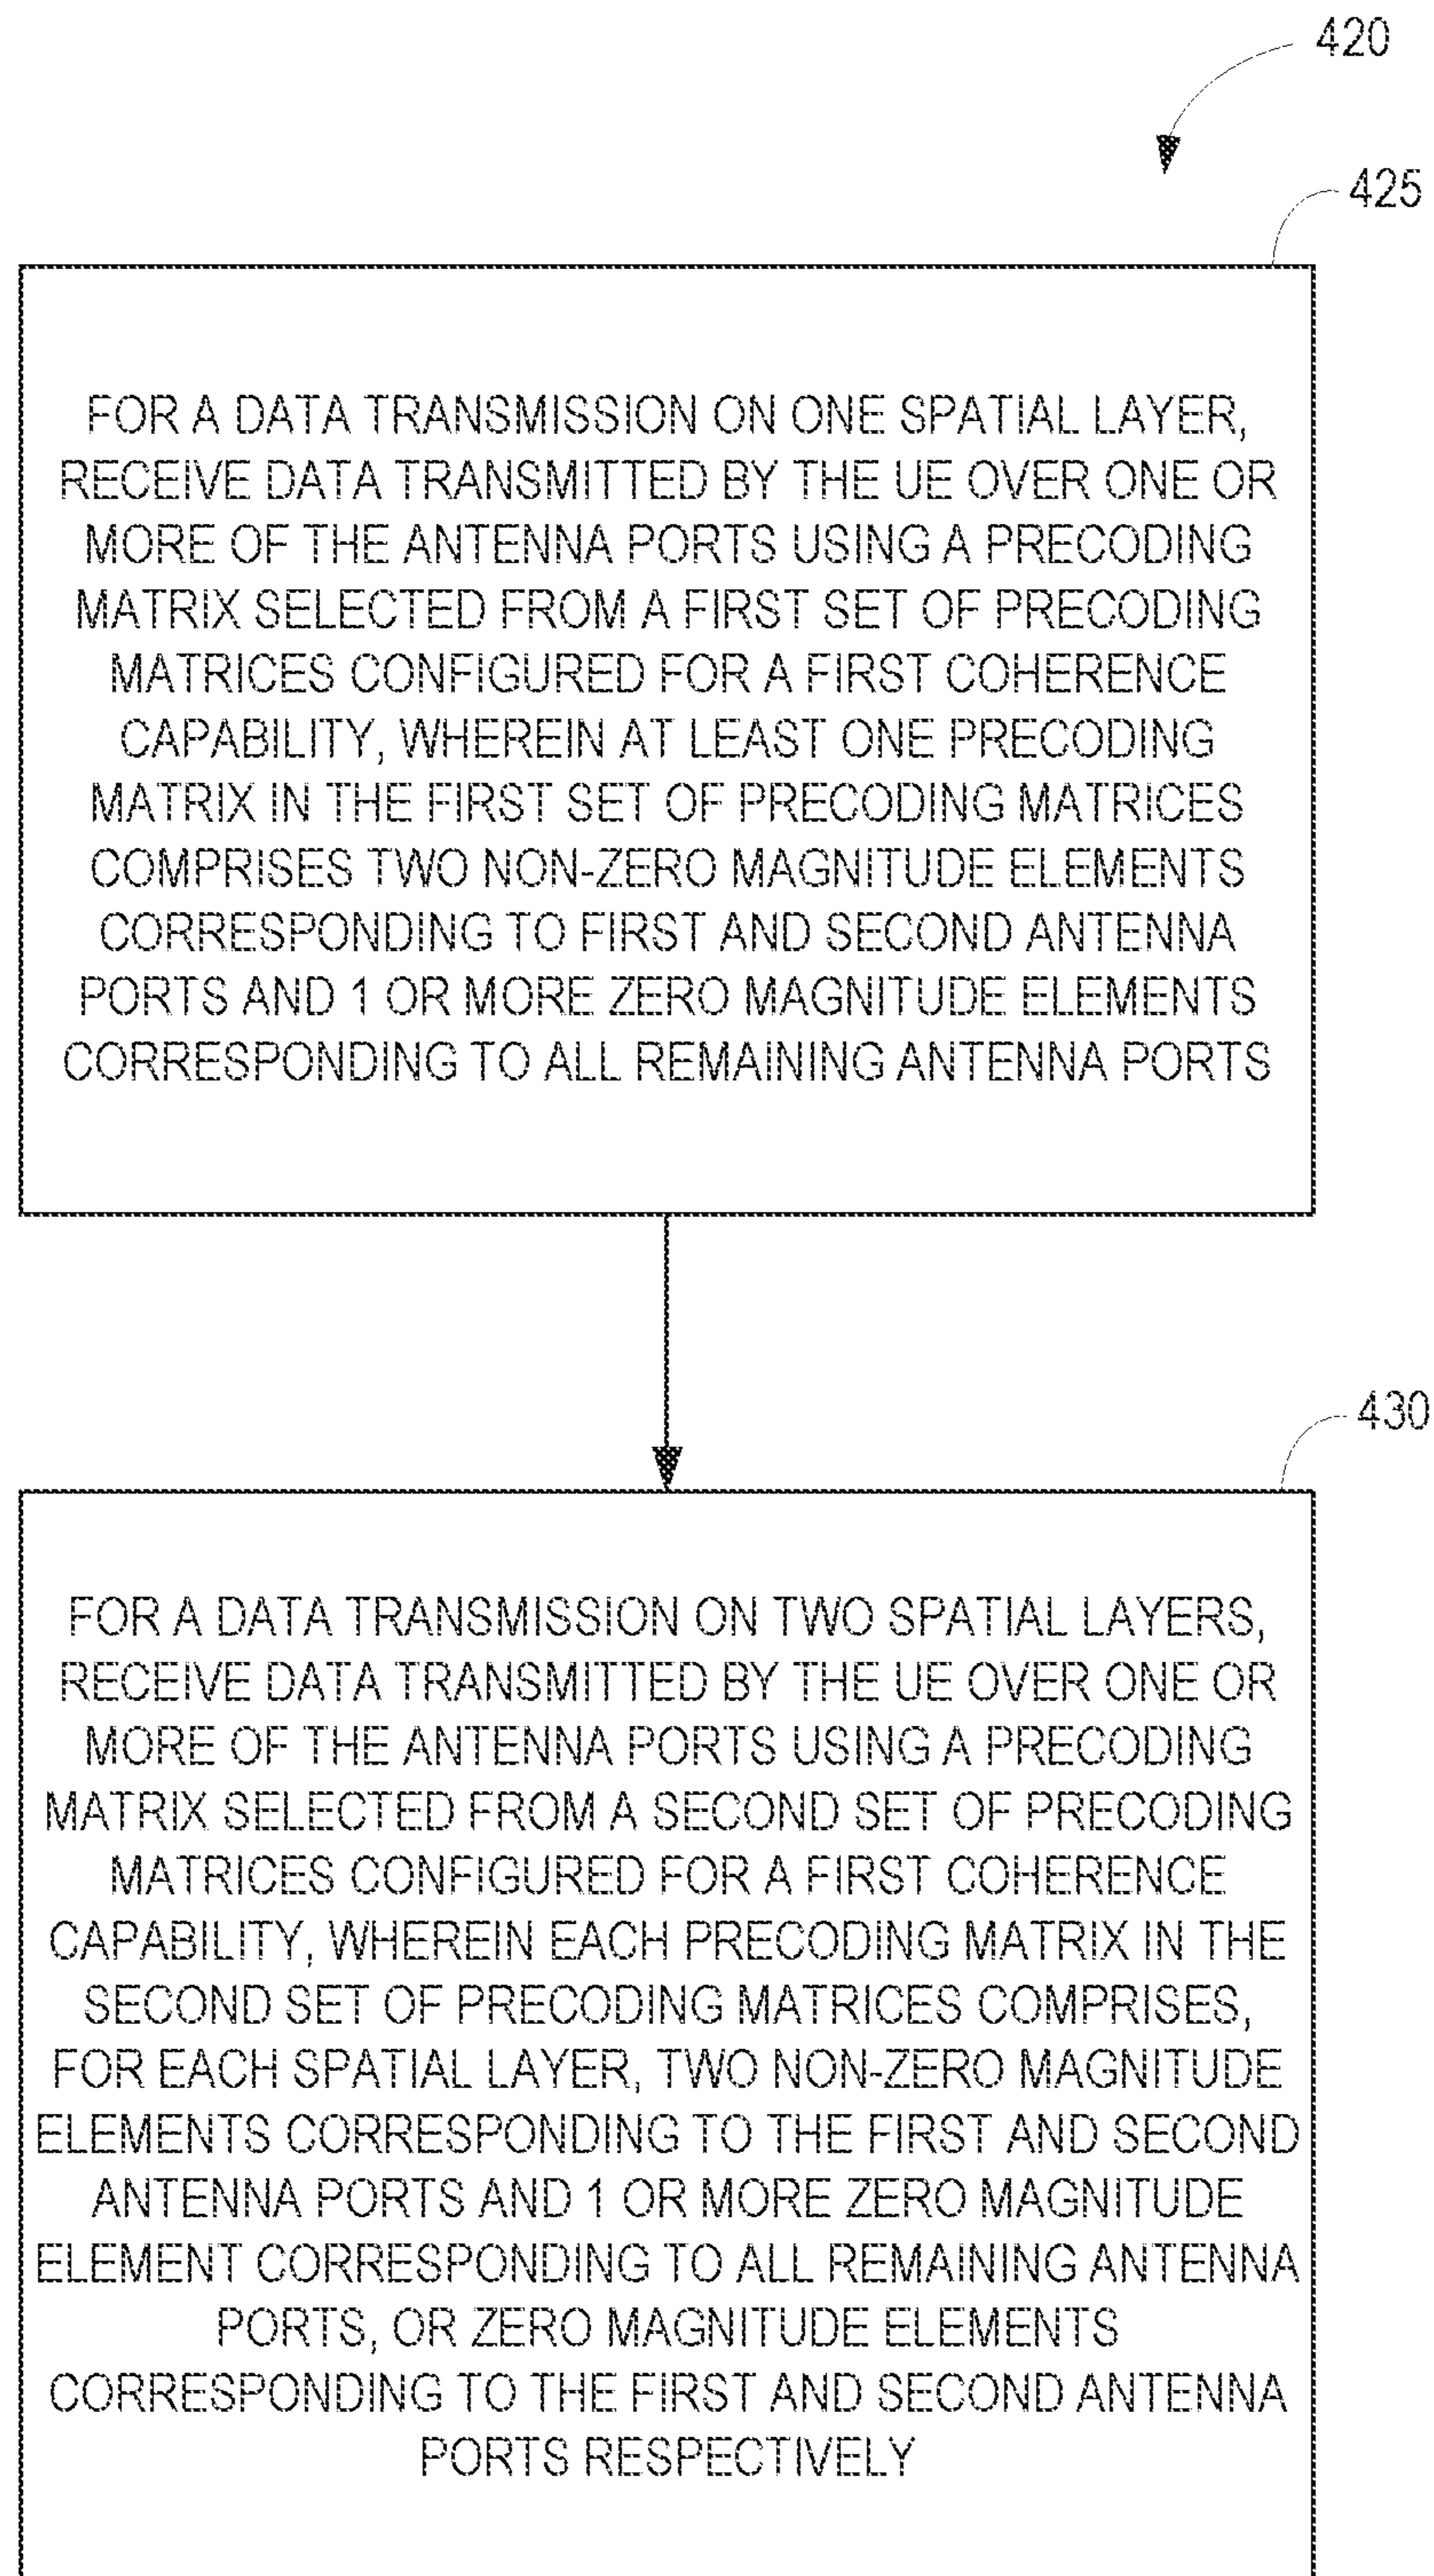 420
425
FOR A DATA TRANSMISSION ON ONE SPATIAL LAYER,
RECEIVE DATA TRANSMITTED BY THE UE OVER ONE OR
MORE OF THE ANTENNA PORTS USING A PRECODING
MATRIX SELECTED FROM A FIRST SET OF PRECODING
MATRICES CONFIGURED FOR A FIRST COHERENCE
CAPABILITY, WHEREIN AT LEAST ONE PRECODING
MATRIX IN THE FIRST SET OF PRECODING MATRICES
COMPRISES TWO NON-ZERO MAGNITUDE ELEMENTS
CORRESPONDING TO FIRST AND SECOND ANTENNA
PORTS AND 1 OR MORE ZERO MAGNITUDE ELEMENTS
CORRESPONDING TO ALL REMAINING ANTENNA PORTS
430
FOR A DATA TRANSMISSION ON TWO SPATIAL LAYERS,
RECEIVE DATA TRANSMITTED BY THE UE OVER ONE OR
MORE OF THE ANTENNA PORTS USING A PRECODING
MATRIX SELECTED FROM A SECOND SET OF PRECODING
MATRICES CONFIGURED FOR A FIRST COHERENCE
CAPABILITY, WHEREIN EACH PRECODING MATRIX IN THE
SECOND SET OF PRECODING MATRICES COMPRISES,
FOR EACH SPATIAL LAYER, TWO NON-ZERO MAGNITUDE
ELEMENTS CORRESPONDING TO THE FIRST AND SECOND
ANTENNA PORTS AND 1 OR MORE ZERO MAGNITUDE
ELEMENT CORRESPONDING TO ALL REMAINING ANTENNA
PORTS, OR ZERO MAGNITUDE ELEMENTS
CORRESPONDING TO THE FIRST AND SECOND ANTENNA
PORTS RESPECTIVELY